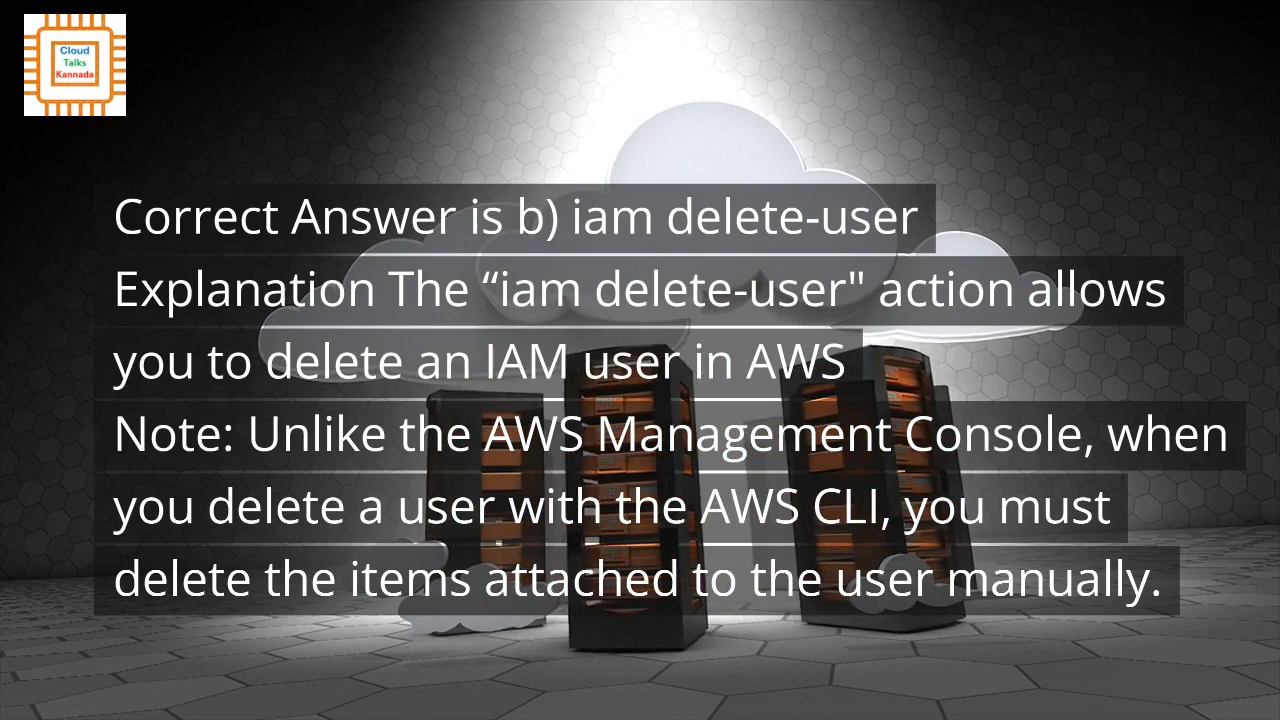 Cloud
Talks
Kannada
Correct Answer is b) iam delete-user
Explanation The “iam delete-user" action allows
you to delete an IAM user in AWS
Note: Unlike the AWS Management Console, when
you delete a user with the AWS CLI, you must
delete the items attached to the user manually.